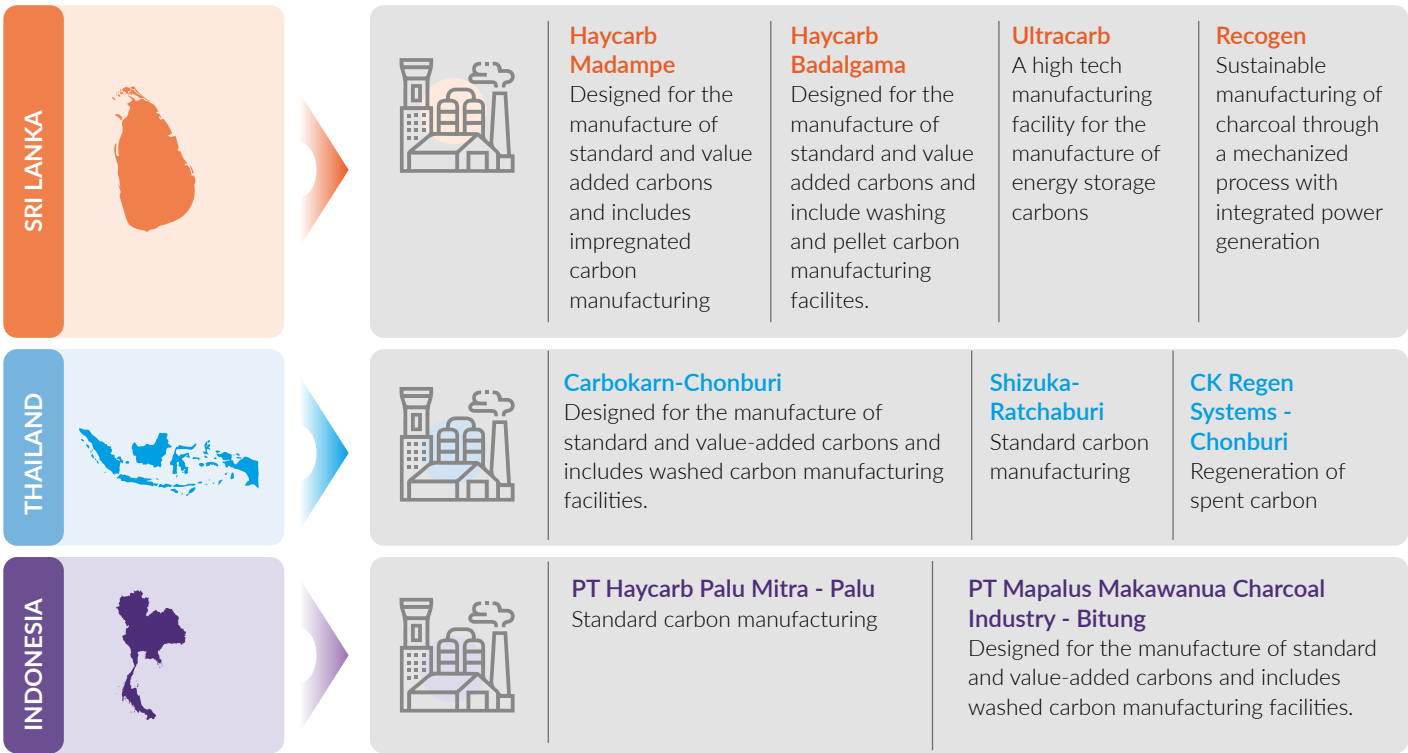 SRI LANKA
Haycarb
Madampe
Designed for the
manufacture of
standard and value
added carbons
and includes
impregnated
carbon
manufacturing
Haycarb
Badalgama
Designed for the
manufacture of
standard and value
added carbons and
include washing
and pellet carbon
manufacturing
facilites.
Ultracarb
A high tech
manufacturing
facility for the
manufacture of
energy storage
carbons
Recogen
Sustainable
manufacturing of
charcoal through
a mechanized
process with
integrated power
generation
THAILAND
Carbokarn-Chonburi
Designed for the manufacture of
standard and value-added carbons and
includes washed carbon manufacturing
facilities.
Shizuka-
Ratchaburi
Standard carbon
manufacturing
CK Regen
Systems -
Chonburi
Regeneration of
spent carbon
INDONESIA
PT Haycarb Palu Mitra - Palu
Standard carbon manufacturing
PT Mapalus Makawanua Charcoal
Industry - Bitung
Designed for the manufacture of standard
and value-added carbons and includes
washed carbon manufacturing facilities.